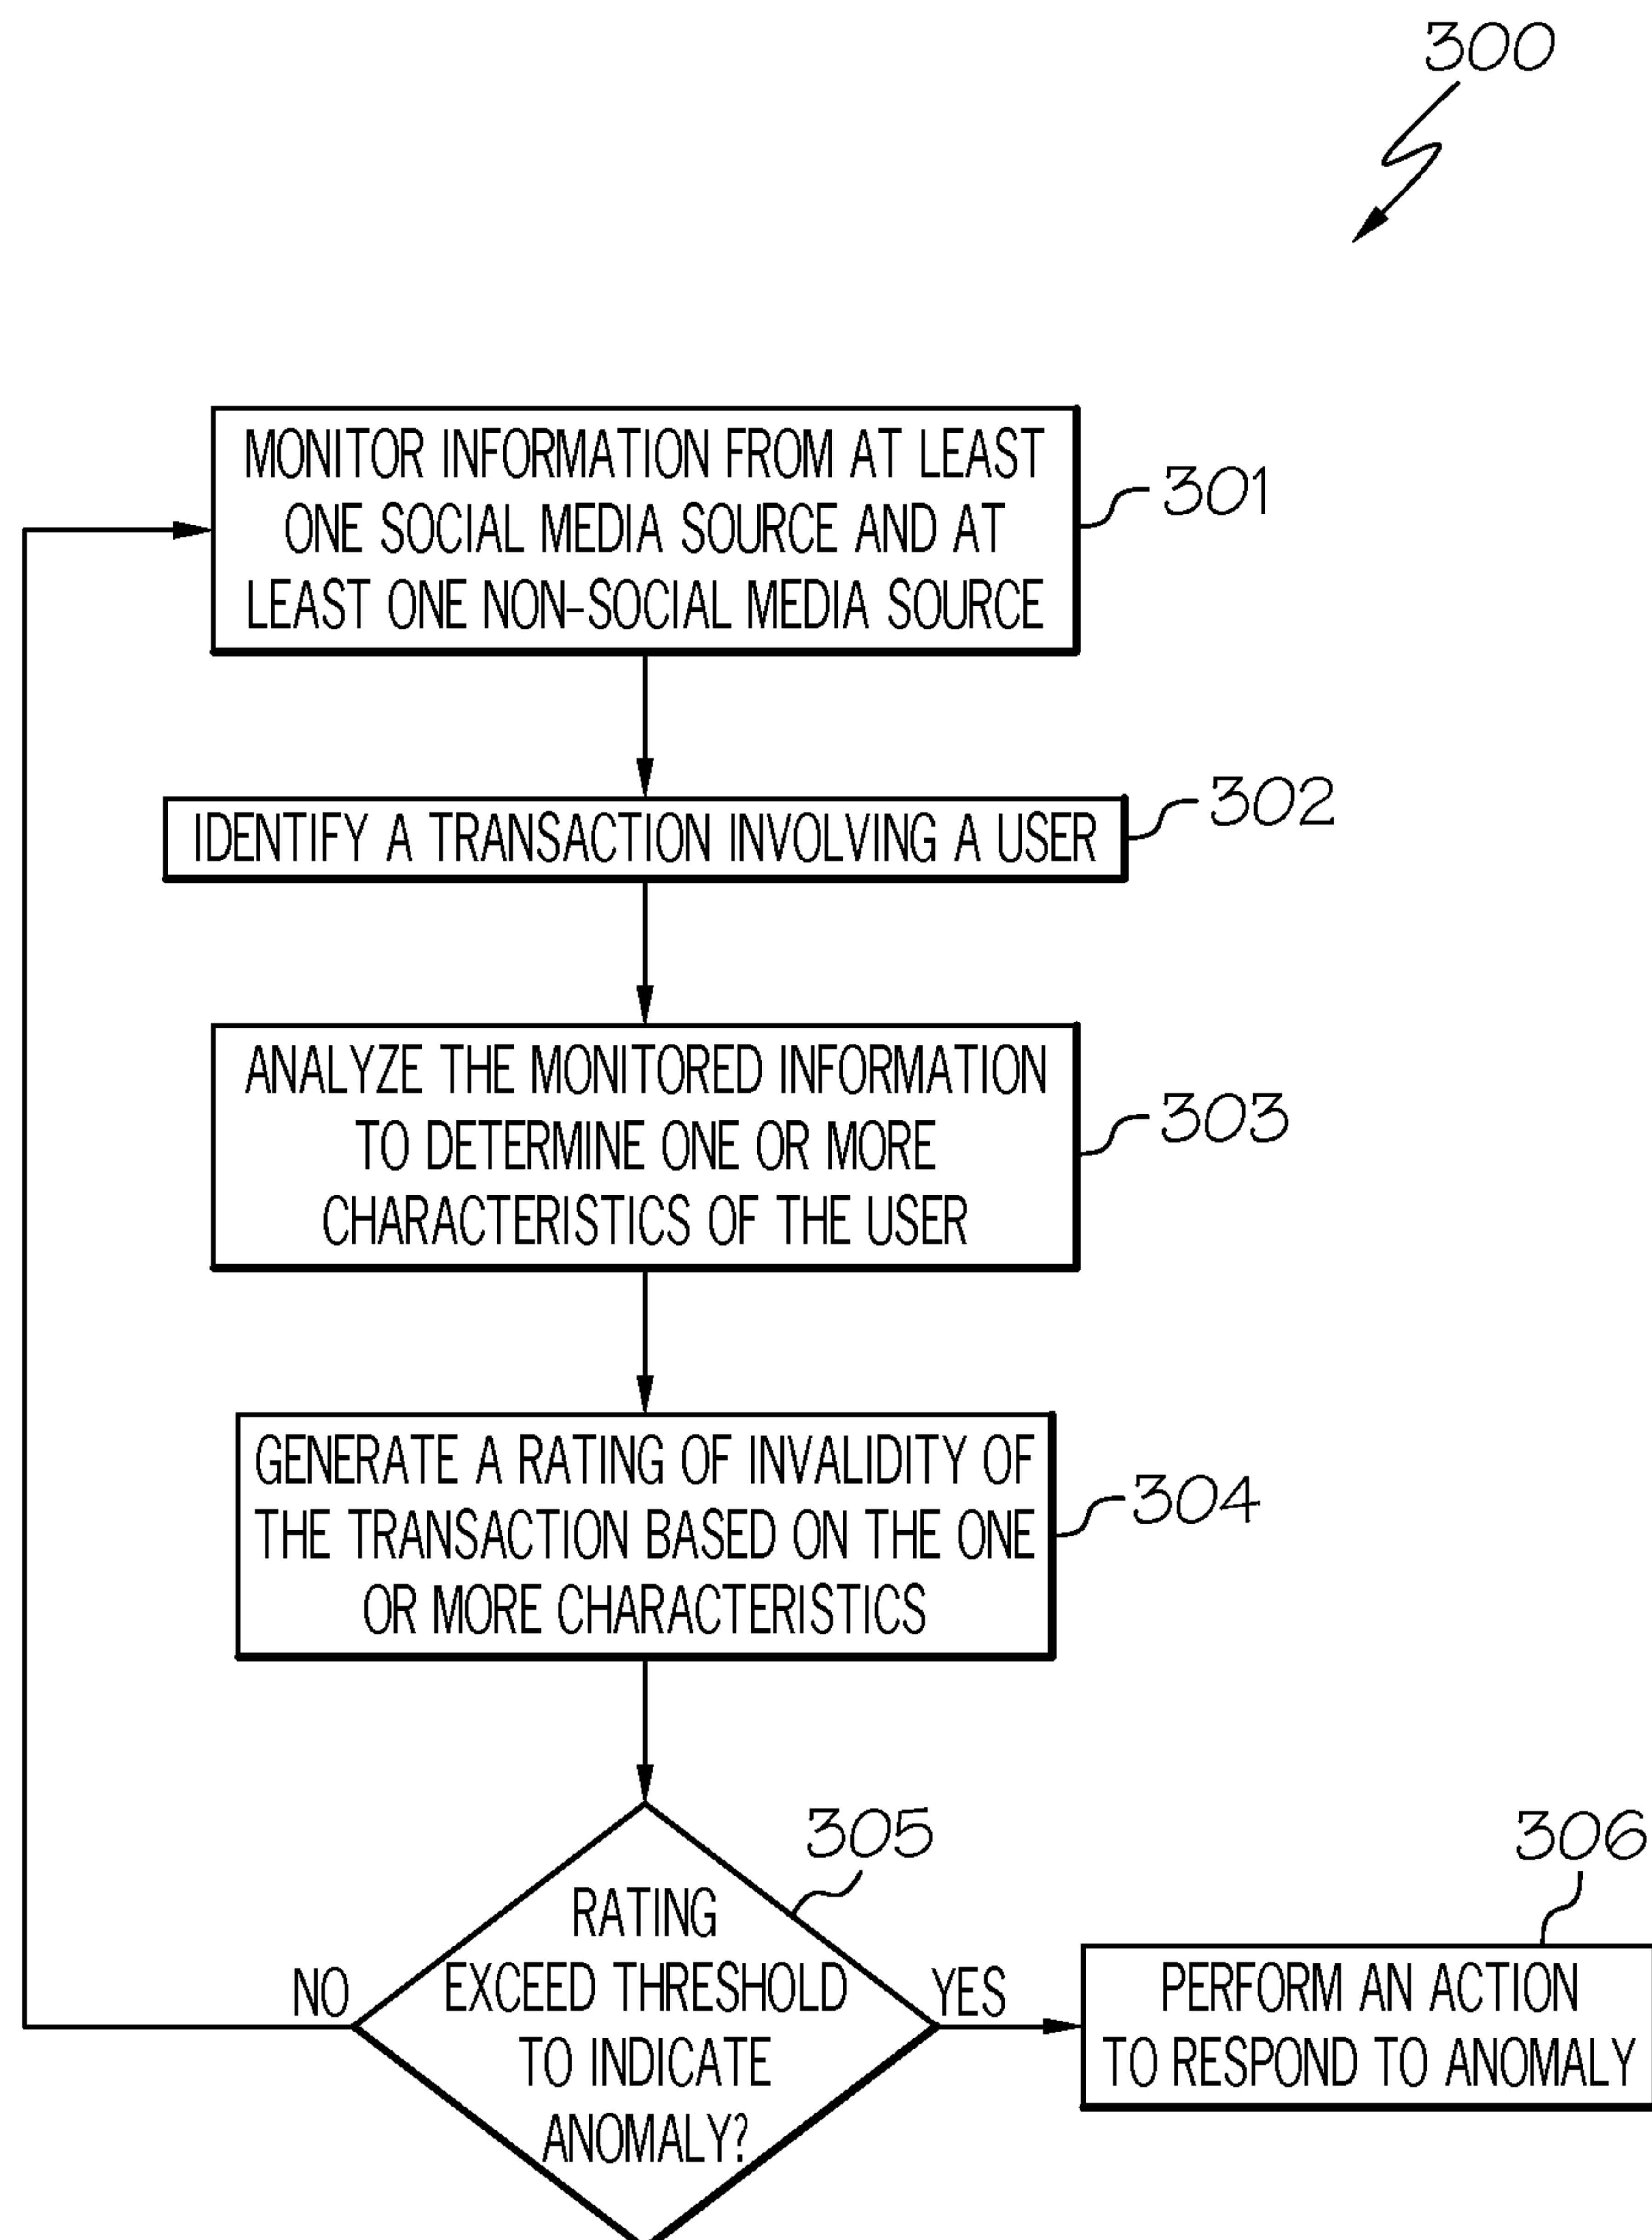 300
MONITOR INFORMATION FROM AT LEAST
ONE SOCIAL MEDIA SOURCE AND AT
LEAST ONE NON-SOCIAL MEDIA SOURCE
301
IDENTIFY A TRANSACTION INVOLVING A USER
302
ANALYZE THE MONITORED INFORMATION
TO DETERMINE ONE OR MORE
CHARACTERISTICS OF THE USER
303
GENERATE A RATING OF INVALIDITY OF
THE TRANSACTION BASED ON THE ONE
OR MORE CHARACTERISTICS
304
305
RATING
EXCEED THRESHOLD
TO INDICATE
ANOMALY?
NO
YES
306
PERFORM AN ACTION
TO RESPOND TO ANOMALY